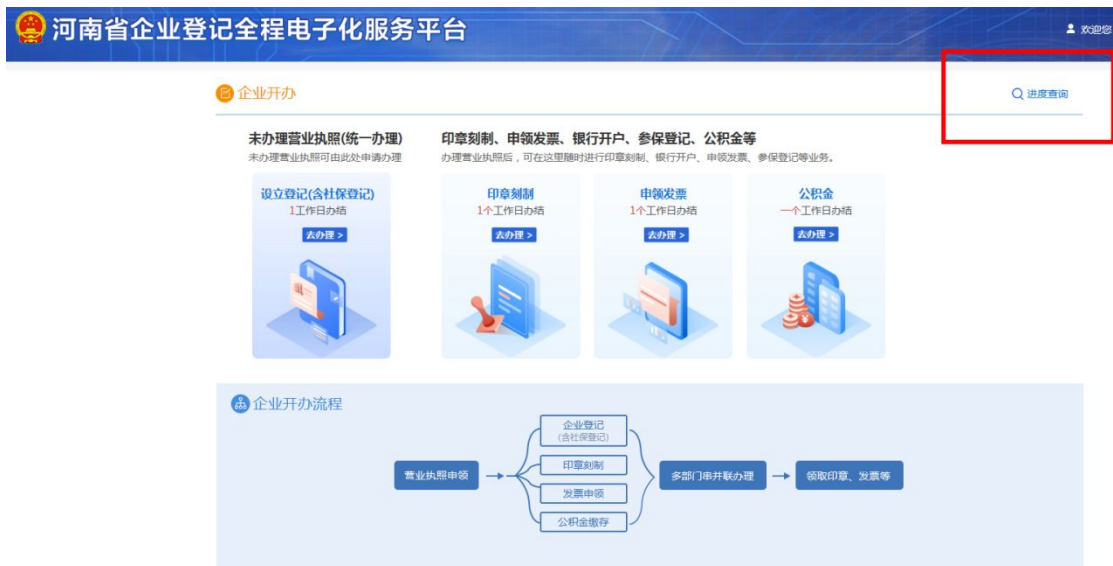 河南省企业登记全程电子化服务平台
欢迎您
企业开办
进度查询
未办理营业执照(统一办理)
未办理营业执照可由此处申请办理
印章刻制、申领发票、银行开户、参保登记、公积金等
办理营业执照后，可在这里随时进行印章刻制、银行开户、申领发票、参保登记等业务。
设立登记(含社保登记)
1工作日办结
去办理 >
印章刻制
1个工作日办结
去办理 >
申领发票
1个工作日办结
去办理 >
公积金
一个工作日办结
去办理 >
企业开办流程
营业执照申领
企业登记
(含社保登记)
印章刻制
发票申领
公积金缴存
多部门串并联办理
领取印章、发票等